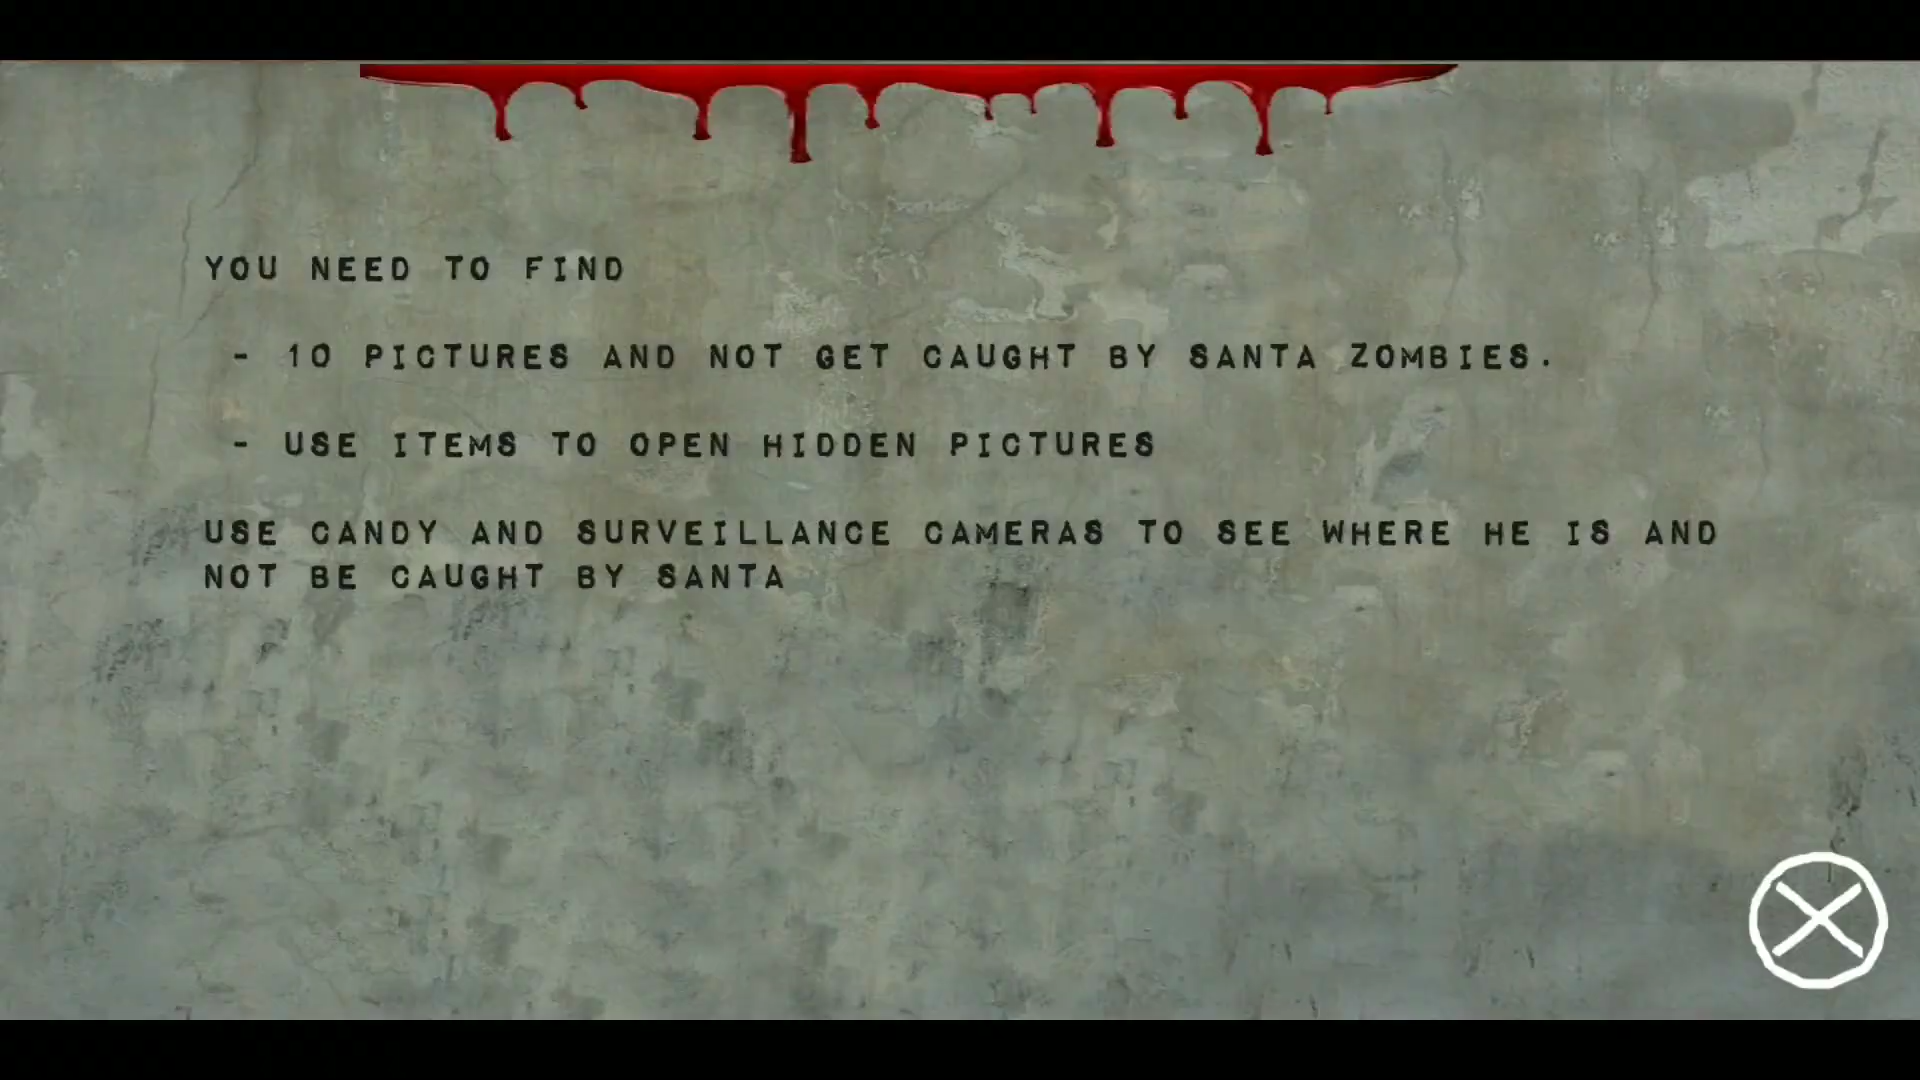 YOU NEED TO FIND
- 10 PICTURES AND NOT GET CAUGHT BY SANTA ZOMBIES.
- USE ITEMS TO OPEN HIDDEN PICTURES
USE CANDY AND SURVEILLANCE CAMERAS TO SEE WHERE HE IS AND
NOT BE CAUGHT BY SANTA